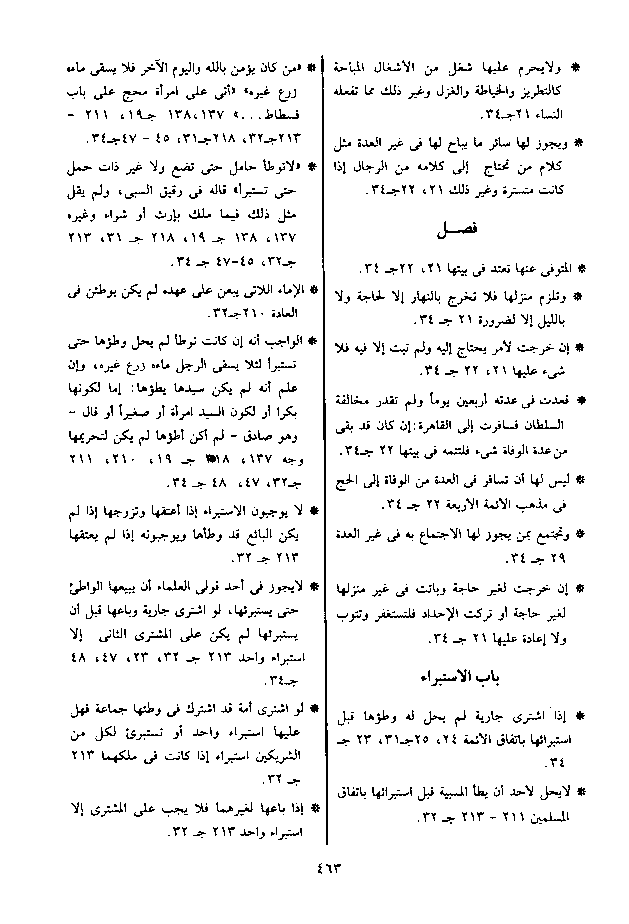 * ولايحرم عليها شغل من الأشغال المباحة
كالتطريز والخياطة والغزل وغير ذلك مما تفعله
النساء ٢١جـ٣٤.
* ويجوز لها سائر ما يباح لها فى غير العدة مثل
كلام من تحتاج إلى كلامه من الرجال إذا
كانت متسترة وغير ذلك ٢١، ٢٢جـ٣٤.
فصـل
* المتوفى عنها تعتد فى بيتها ٢١، ٢٢جـ ٣٤.
* وتلزم منزلها فلا تخرج بالنهار إلا لحاجة ولا
بالليل إلا لضرورة ٢١ جـ ٣٤.
* إن خرجت لأمر يحتاج إليه ولم تبت إلا فيه فلا
شىء عليها ٢١، ٢٢ جـ ٣٤.
* قعدت فى عدته أربعين يوماً ولم تقدر مخالفة
السلطان فسافرت إلى القاهرة: إن كان قد بقى
من عدة الوفاة شىء فلتتمه فى بيتها ٢٢ جـ٣٤.
* ليس لها أن تسافر فى العدة من الوفاة إلى الحج
فى مذهب الأئمة الأربعة ٢٢ جـ ٣٤.
* وتجتمع بمن يجوز لها الاجتماع به فى غير العدة
٢٩ جـ ٣٤.
* إن خرجت لغير حاجة وباتت فى غير منزلها
لغير حاجة أو تركت الإحداد فلتستغفر وتتوب
ولا إعادة عليها ٢١ جـ ٣٤.
باب الاستبراء
* إذا اشترى جارية لم يحل له وطؤها قبل
استبرائها باتفاق الأئمة ٢٤، ٢٥جـ٣١، ٢٣ جـ
٣٤.
* لايحل لأحد أن يطأ المسبية قبل استبرائها باتفاق
المسلمين ٢١١ - ٢١٣ جـ ٣٢.
* «من كان يؤمن بالله واليوم الآخر فلا يسقى ماءه
زرع غيره» «أتى على امرأة مجح على باب
فسطاط...» ١٣٧، ١٣٨ جـ١٩، ٢١١ -
٢١٣جـ٣٢، ٢١٨جـ٣١، ٤٥ - ٤٧جـ٣٤.
* «لاتوطأ حامل حتى تضع ولا غير ذات حمل
حتى تستبرأ» قاله فى رقيق السبى، ولم يقل
مثل ذلك فيما ملك بإرث أو شراء وغيره
١٣٧، ١٣٨ جـ ١٩، ٢١٨ جـ ٣١، ٢١٣
جـ٣٢، ٤٥-٤٧ جـ ٣٤.
* الإماء اللاتى يبعن على عهده لم يكن يوطئن فى
العادة ٢١٠جـ٣٢.
* الواجب أنه إن كانت توطأ لم يحل وطؤها حتى
تستبرأ لئلا يسقى الرجل ماءه زرع غيره، وإن
علم أنه لم يكن سيدها يطؤها: إما لكونها
بكرا أو لكون السيد امرأة أو صغيراً أو قال -
وهو صادق - لم أكن أطؤها لم يكن لتحريمها
وجه ١٣٧، جـ ١٩، ٢١٠، ٢١١
جـ٣٢، ٤٧، ٤٨ جـ ٣٤.
* لا يوجبون الاستبراء إذا أعتقها وتزوجها إذا لم
يكن البائع قد وطأها ويوجبونه إذا لم يعتقها
٢١٣ جـ ٣٢.
* لايجوز فى أحد قولى العلماء أن يبيعها الواطئ
حتى يستبرئها، لو اشترى جارية وباعها قبل أن
يستبرئها لم يكن على المشترى الثانى إلا
استبراء واحد ٢١٣ جـ ٣٢، ٢٣، ٤٧، ٤٨
جـ٣٤.
* لو اشترى أمة قد اشترك فى وطئها جماعة فهل
عليها استبراء واحد أو تستبرئ لكل من
الشريكين استبراء إذا كانت فى ملكهما ٢١٣
جـ ٣٢.
* إذا باعها لغيرهما فلا يجب على المشترى إلا
استبراء واحد ٢١٣ جـ ٣٢.
٤٦٣